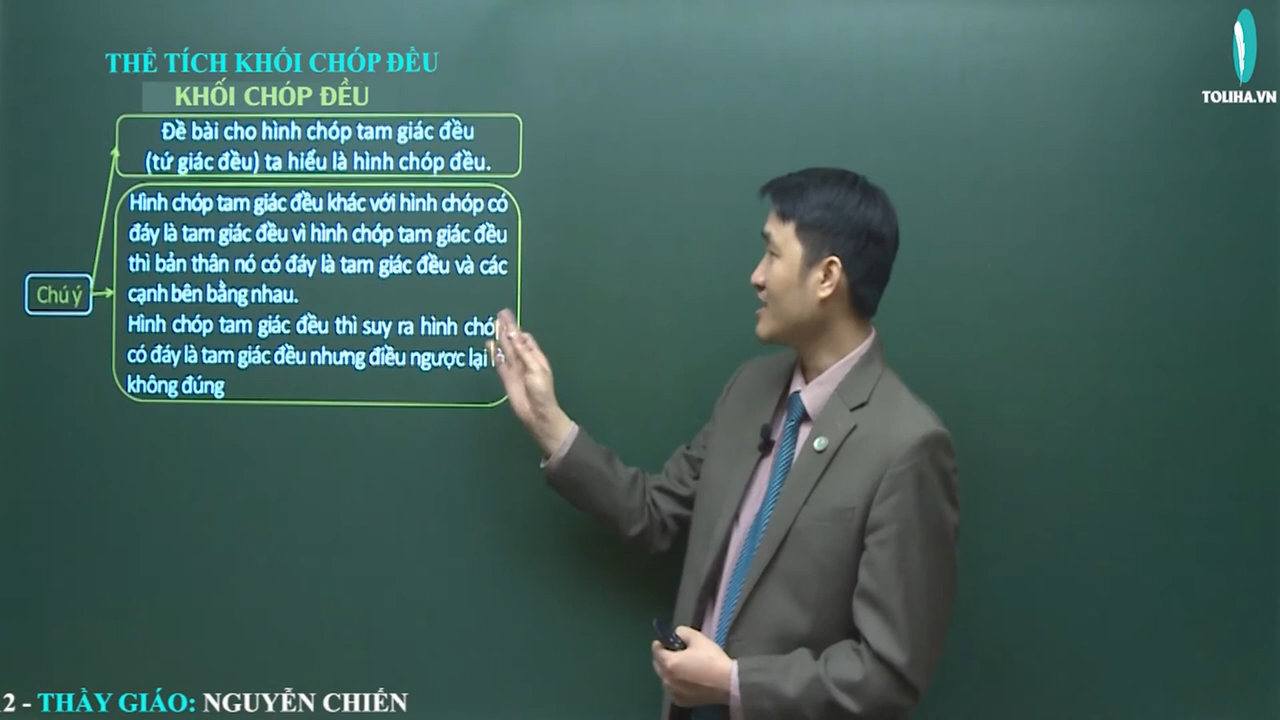 THỂ TÍCH KHỐI CHÓP ĐỀU
KHỐI CHÓP ĐỀU
Đề bài cho hình chóp tam giác đều
(tứ giác đều) ta hiểu là hình chóp đều.
Chú ý
Hình chóp tam giác đều khác với hình chóp có
đáy là tam giác đều vì hình chóp tam giác đều
thì bản thân nó có đáy là tam giác đều và các
cạnh bên bằng nhau.
Hình chóp tam giác đều thì suy ra hình
có đáy là tam giác đều nhưng điều ngược lại
không đúng
TOLIHA.VN
2 - THẦY GIÁO: NGUYỄN CHIẾN